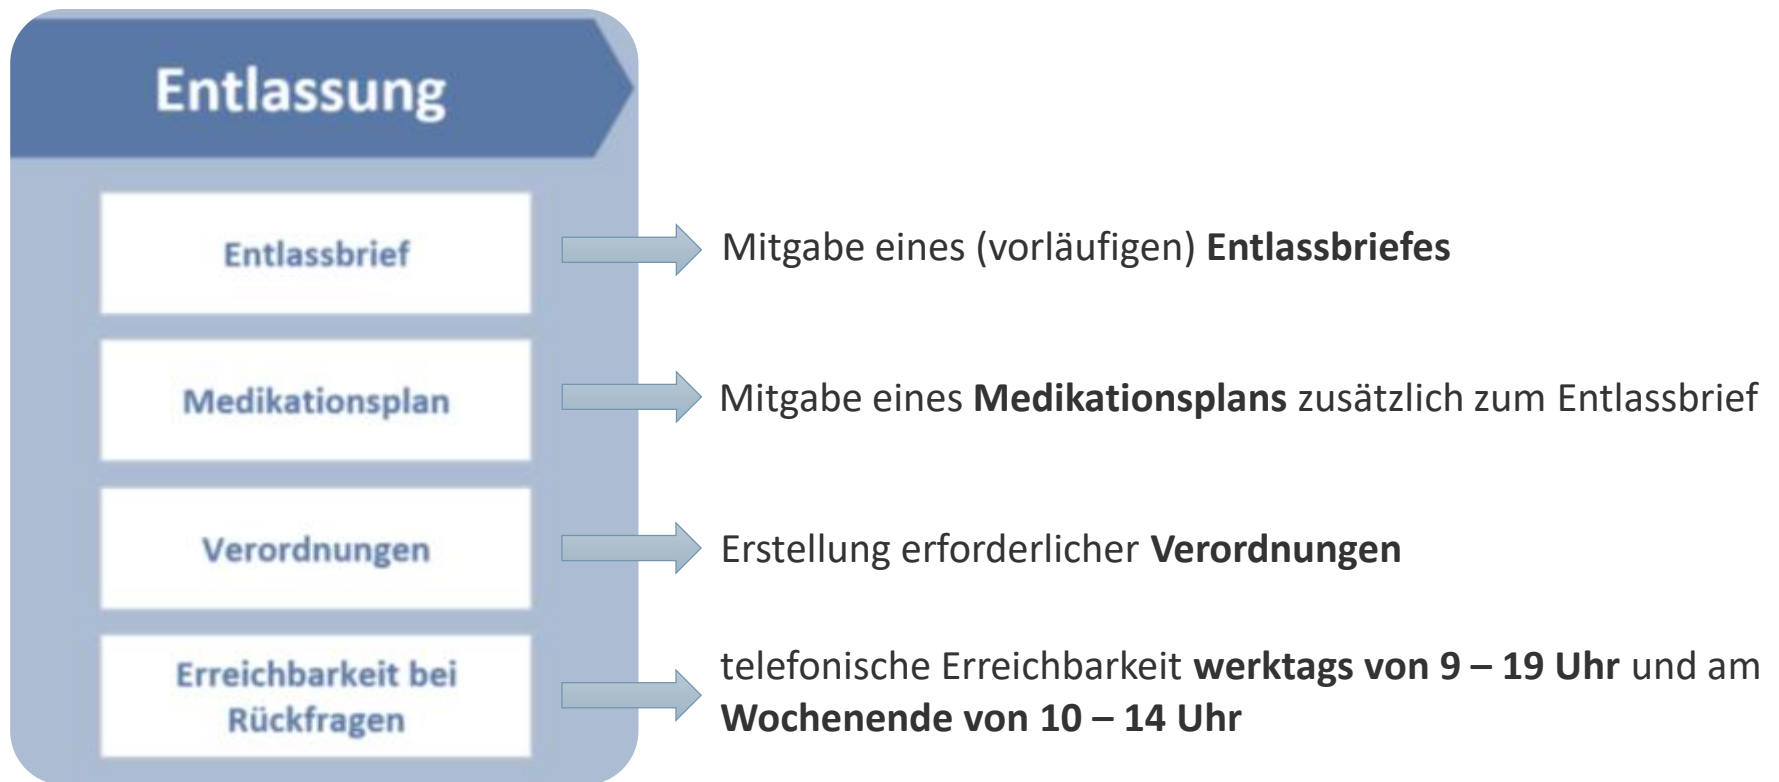 Entlassung
Entlassbrief
Mitgabe eines (vorläufigen) Entlassbriefes
Medikationsplan
Mitgabe eines Medikationsplans zusätzlich zum Entlassbrief
Verordnungen
Erstellung erforderlicher Verordnungen
Erreichbarkeit bei
Rückfragen
telefonische Erreichbarkeit werktags von 9 – 19 Uhr und am
Wochenende von 10 – 14 Uhr